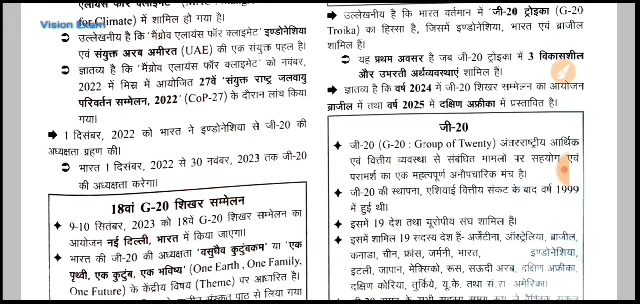 एलायंस फॉर क्लाइमेट' (
for Climate) में शामिल हो गया है।
Vision Exam
➲ उल्लेखनीय है कि 'मैंग्रोव एलायंस फॉर क्लाइमेट' इण्डोनेशिया
एवं संयुक्त अरब अमीरात (UAE) की एक संयुक्त पहल है।
➲ ज्ञातव्य है कि 'मैंग्रोव एलायंस फॉर क्लाइमेट' को नवंबर,
2022 में मिस्र में आयोजित 27वें 'संयुक्त राष्ट्र जलवायु
परिवर्तन सम्मेलन, 2022' (CoP-27) के दौरान लांच किया
गया।
➡ 1 दिसंबर, 2022 को भारत ने इण्डोनेशिया से जी-20 की
अध्यक्षता ग्रहण की।
➲ भारत 1 दिसंबर, 2022 से 30 नवंबर, 2023 तक जी-20
की अध्यक्षता करेगा।
18वां G-20 शिखर सम्मेलन
✦ 9-10 सितंबर, 2023 को 18वें G-20 शिखर सम्मेलन का
आयोजन नई दिल्ली, भारत में किया जाएगा।
✦ भारत की जी-20 की अध्यक्षता 'वसुधैव कुटुंबकम' या 'एक
पृथ्वी, एक कुटुंब, एक भविष्य' (One Earth, One Family,
One Future) के केंद्रीय विषय (Theme) पर आधारित है।
संस्कृत पाठ से लिया गया
➡ उल्लेखनीय है कि भारत वर्तमान में 'जी-20 ट्रोइका (G-20
Troika) का हिस्सा है, जिसमें इण्डोनेशिया, भारत एवं ब्राजील
शामिल हैं।
➲ यह प्रथम अवसर है जब जी-20 ट्रोइका में 3 विकासशील
और उभरती अर्थव्यवस्थाएं शामिल हैं।
➡ ज्ञातव्य है कि वर्ष 2024 में जी-20 शिखर सम्मेलन का आयोजन
ब्राजील में तथा वर्ष 2025 में दक्षिण अफ्रीका में प्रस्तावित है।
जी-20
✦ जी-20 (G-20 : Group of Twenty) अंतरराष्ट्रीय आर्थिक
एवं वित्तीय व्यवस्था से संबंधित मामलों पर सहयोग एवं
परामर्श का एक महत्वपूर्ण अनौपचारिक मंच है।
✦ जी-20 की स्थापना, एशियाई वित्तीय संकट के बाद वर्ष 1999
में हुई थी।
✦ इसमें 19 देश तथा यूरोपीय संघ शामिल हैं।
✦ इसमें शामिल 19 सदस्य देश हैं- अर्जेंटीना, ऑस्ट्रेलिया, ब्राजील,
कनाडा, चीन, फ्रांस, जर्मनी, भारत, इण्डोनेशिया,
इटली, जापान, मेक्सिको, रूस, सऊदी अरब, दक्षिण अफ्रीका,
दक्षिण कोरिया, तुर्किये, यू.के. तथा सं.रा. अमेरिका।